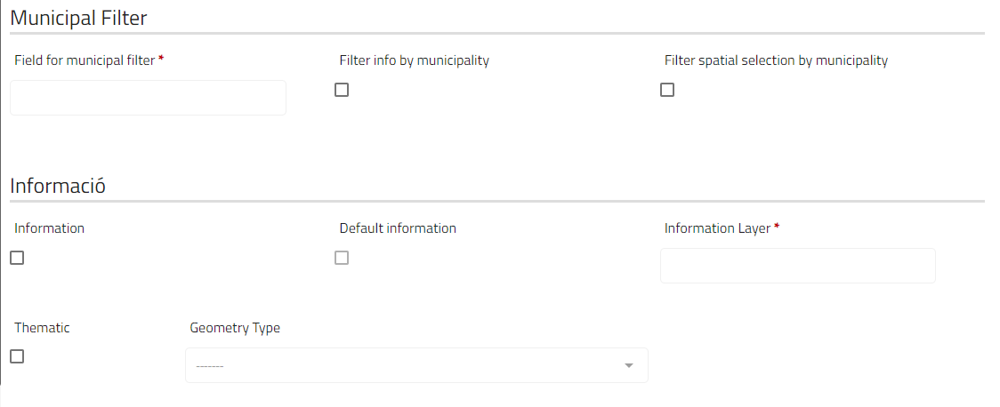 Municipal Filter
Field for municipal filter *
Filter info by municipality
Filter spatial selection by municipality
Informació
Information
Default information
Information Layer *
Thematic
Geometry Type
-------